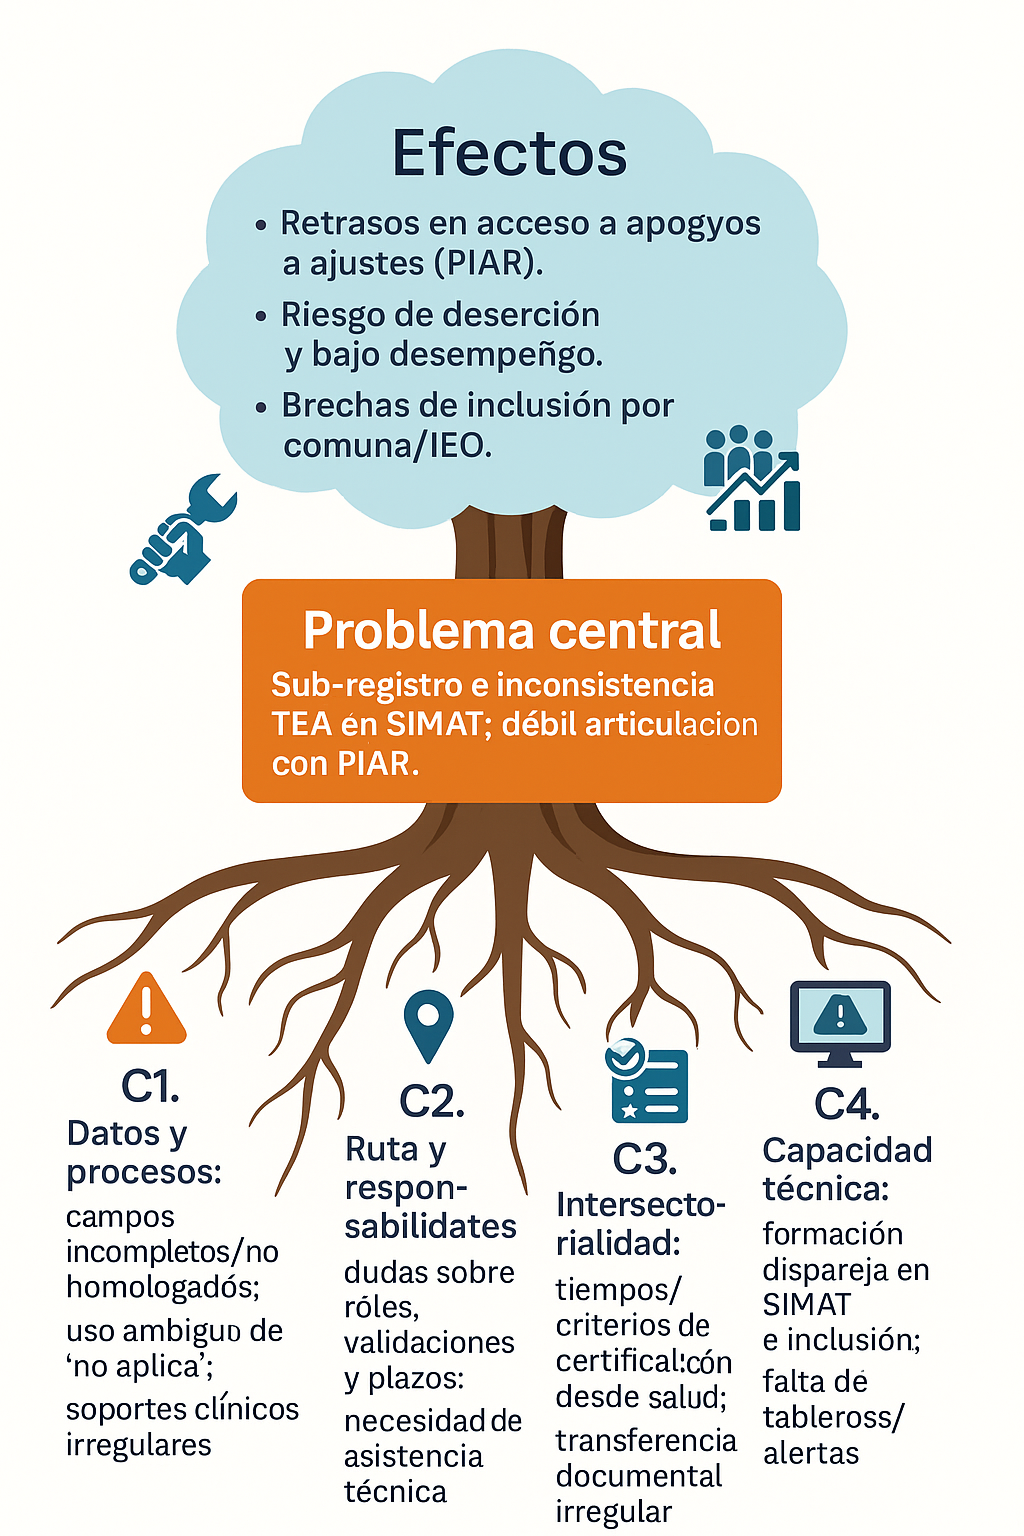 Efectos
• Retrasos en acceso a apogyos
a ajustes (PIAR).
• Riesgo de deserción
y bajo desempeñgo.
• Brechas de inclusión por
comuna/IEO.
Problema central
Sub-registro e inconsistencia
TEA én SIMAT; débil articulacion
con PIAR.
C1.
Datos y
procesos:
campos
incompletos/no
homologadós;
uso ambiguo de
‘no aplica’;
soportes clínicos
irregulares
C2.
Ruta y
respon-
sabilidates
dudas sobre
róles,
validaciones
y plazos:
necesidad de
asistencia
técnica
C3.
Intersecto-
rialidad:
tiempos/
criterios de
desde salud;
transferencia
documental
irregular
C4.
Capacidad
técnica:
formación
dispareja en
SIMAT
e inclusión;
falta dé
tableross/
alertas